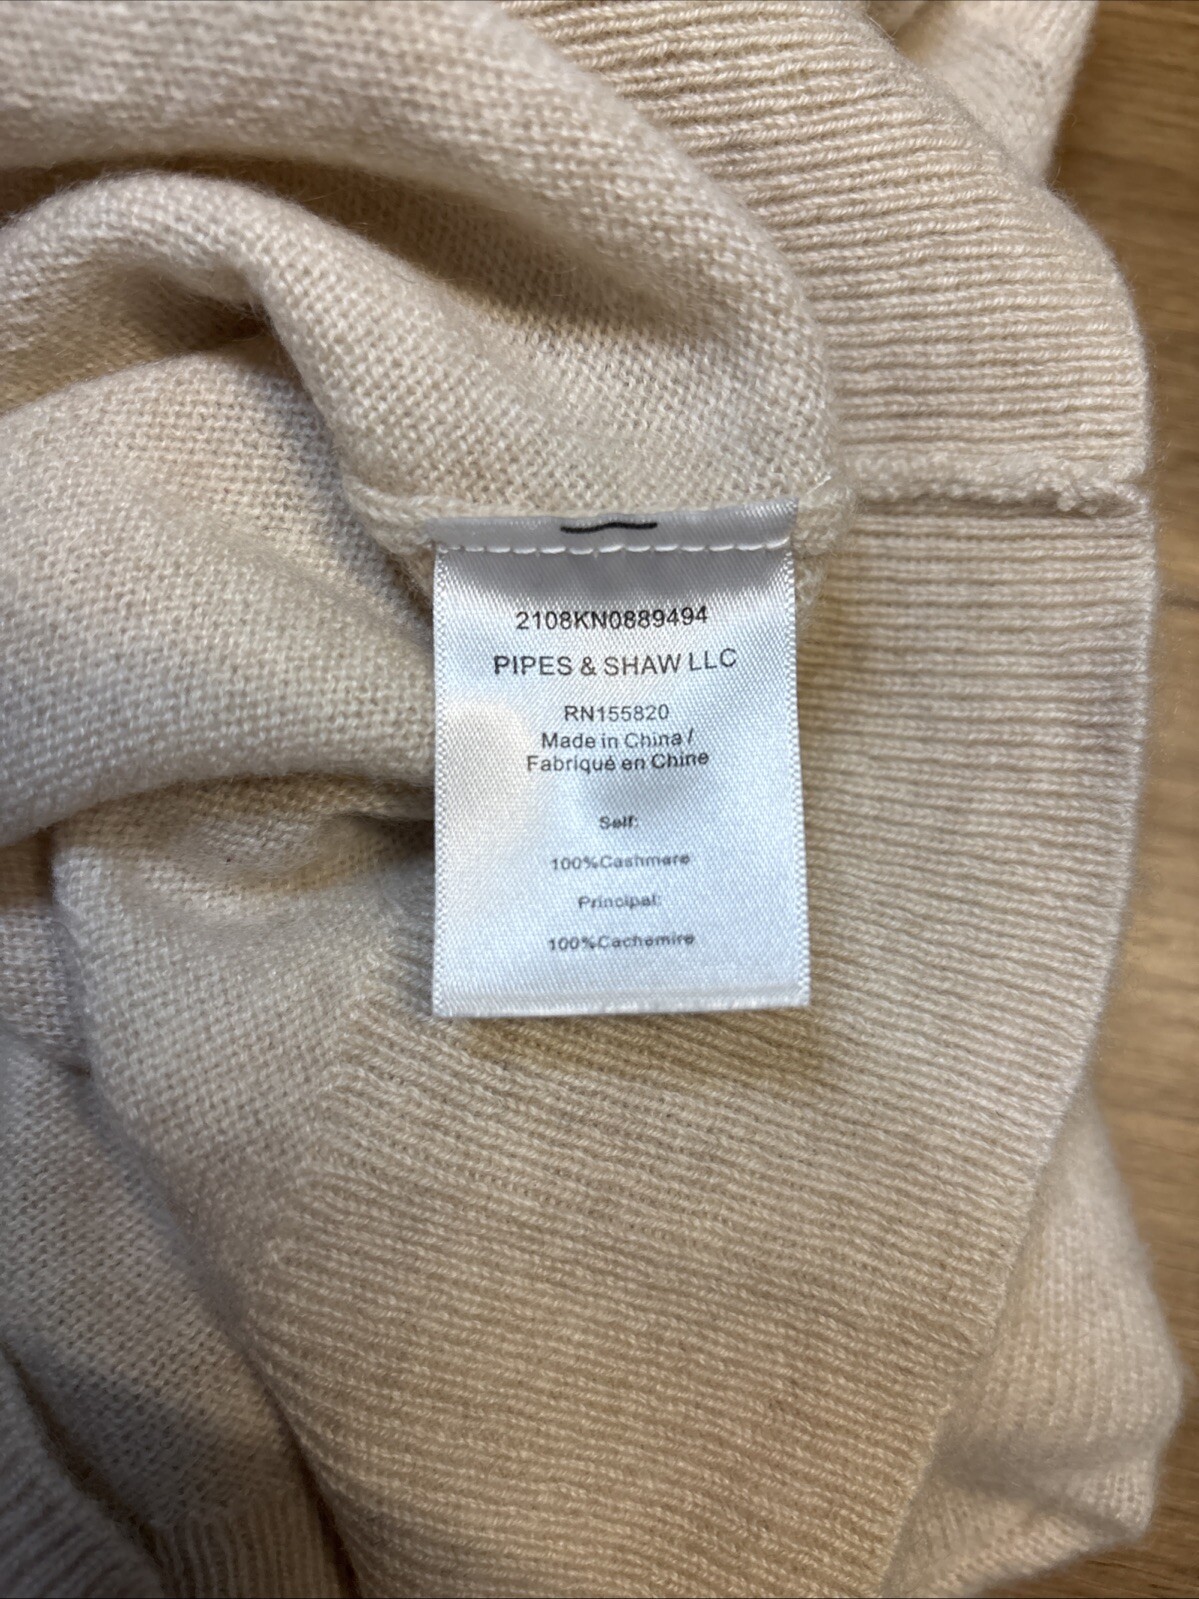 2108KN0889494
PIPES & SHAW LLC
RN155820
Made in China /
Fabriqué en Chine
Self:
100%Cashmere
Principal:
100%Cachemire